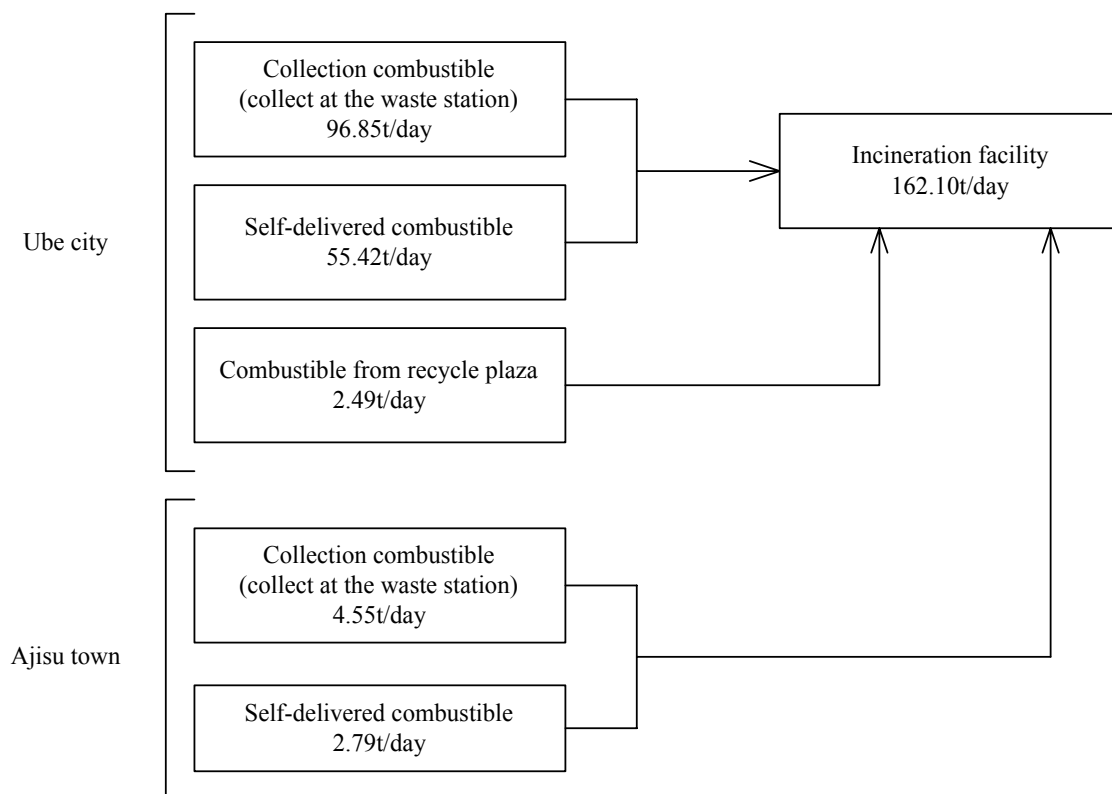 Collection combustible
(collect at the waste station)
96.85t/day
Incineration facility
162.10t/day
Ube city
Self-delivered combustible
55.42t/day
Combustible from recycle plaza
2.49t/day
Collection combustible
(collect at the waste station)
4.55t/day
Ajisu town
Self-delivered combustible
2.79t/day